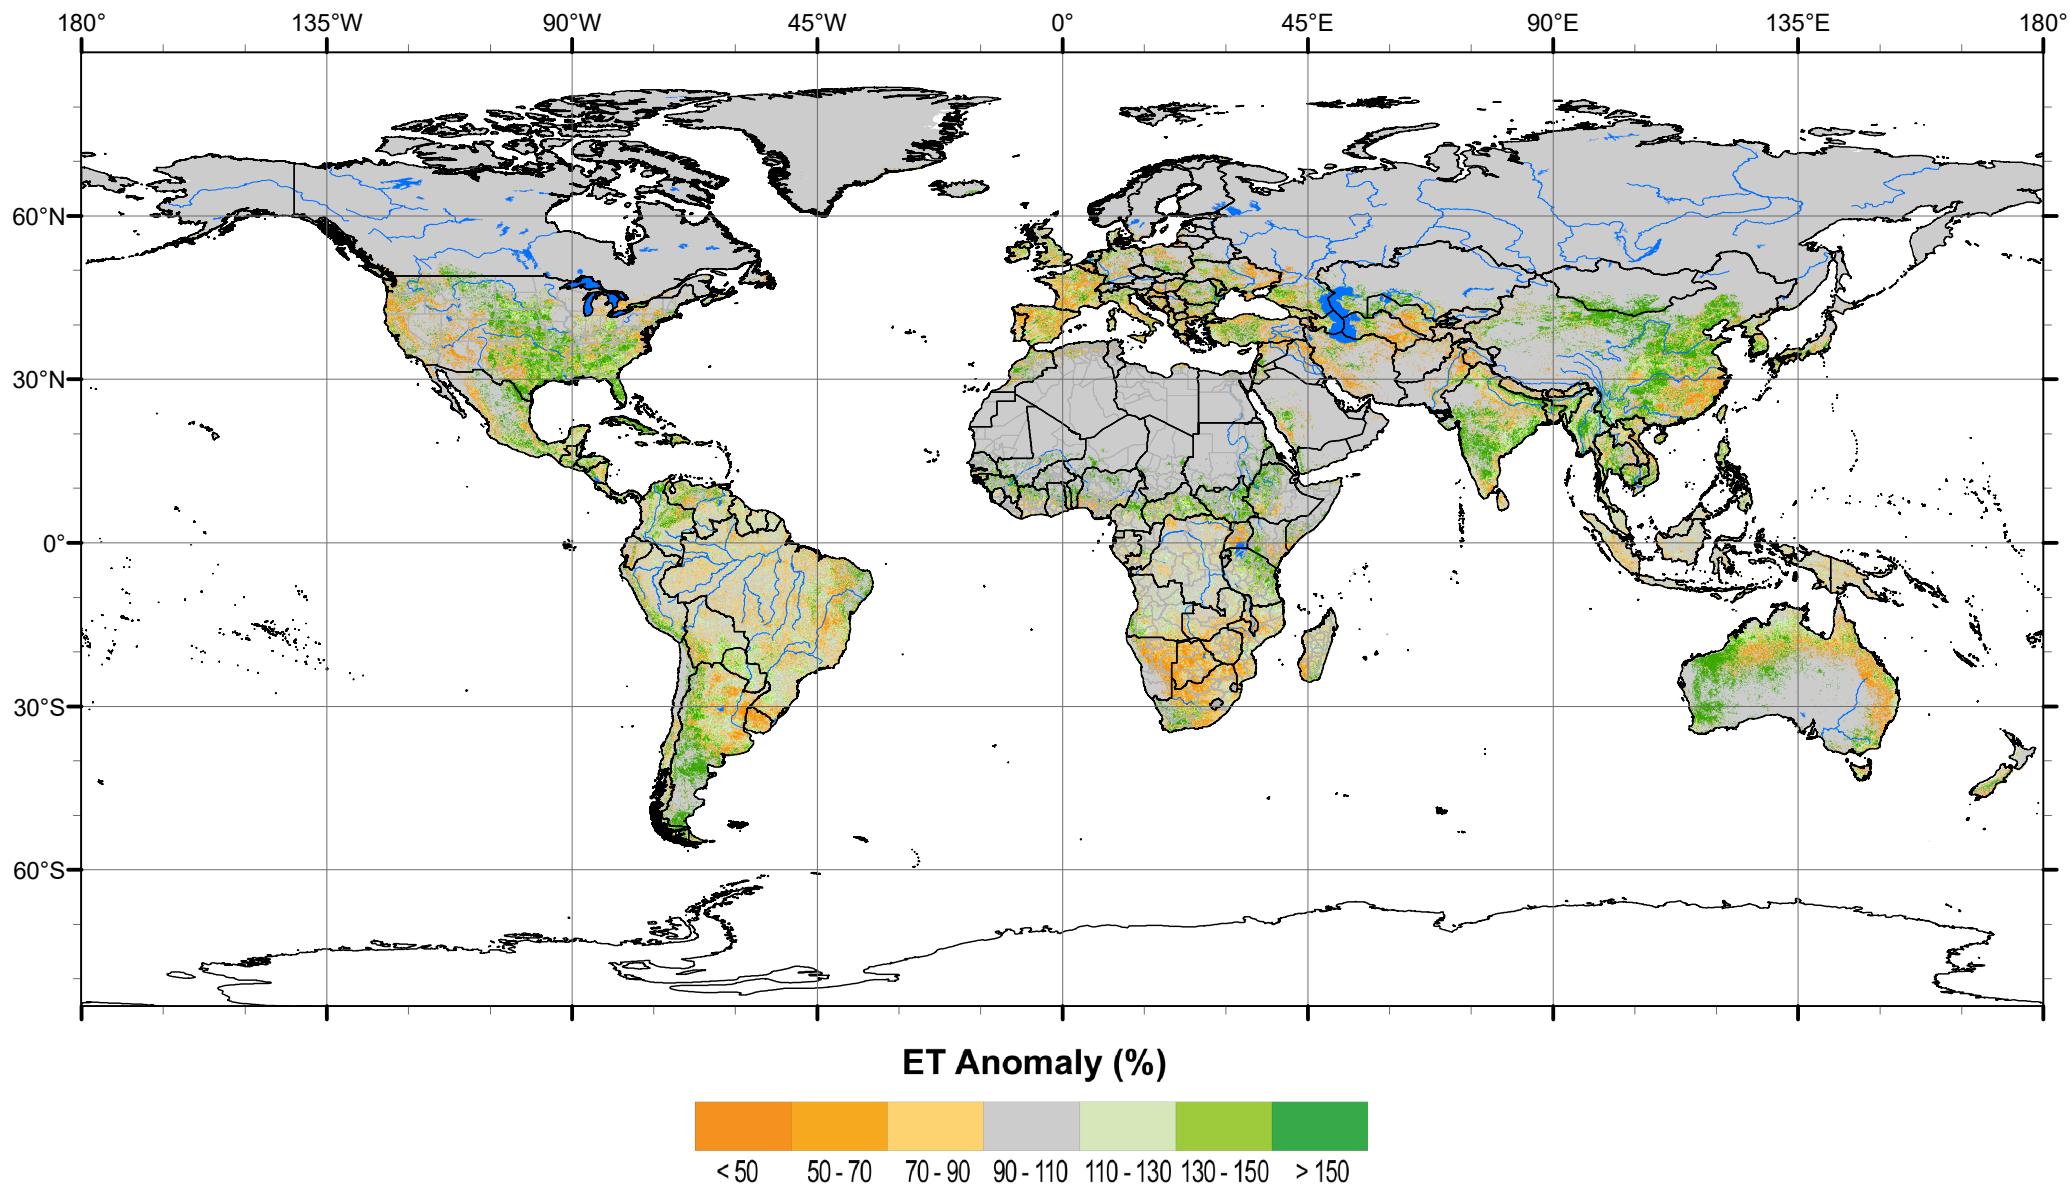 180° 135°W 90°W 45°W 0° 45°E 90°E 135°E 180°
60°N
30°N
0°
30°S
60°S
ET Anomaly (%)
< 50 50 - 70 70 - 90 90 - 110 110 - 130 130 - 150 > 150